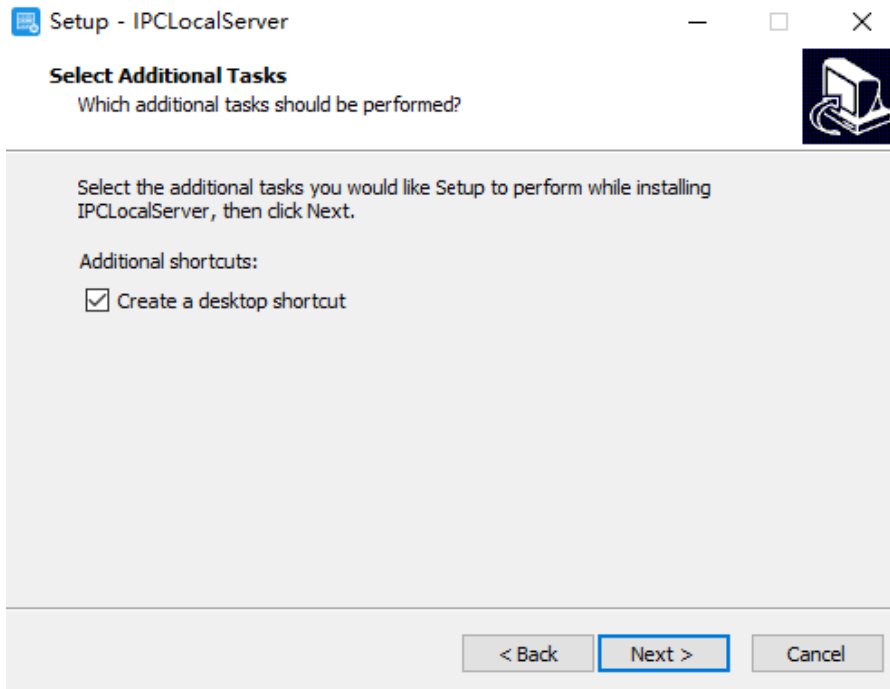 Setup - IPCLocalServer
Select Additional Tasks
Which additional tasks should be performed?
Select the additional tasks you would like Setup to perform while installing
IPCLocalServer, then click Next.
Additional shortcuts:
Create a desktop shortcut
< Back
Next >
Cancel